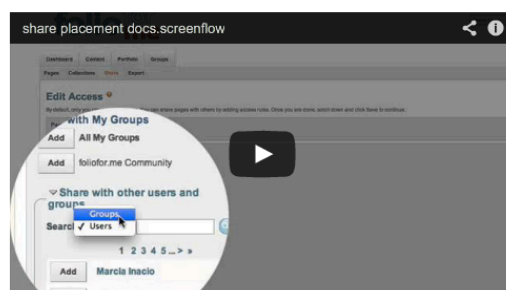 share placement docs.screenflow
folio
me
Dashboard Content Portfolio Groups
Pages Collections Share Export
Edit Access
with My Groups
Add All My Groups
Add foliofor.me Community
Share with other users and
groups
Groups
Search Users
1 2 3 4 5...> »
Add Marcia Inacio